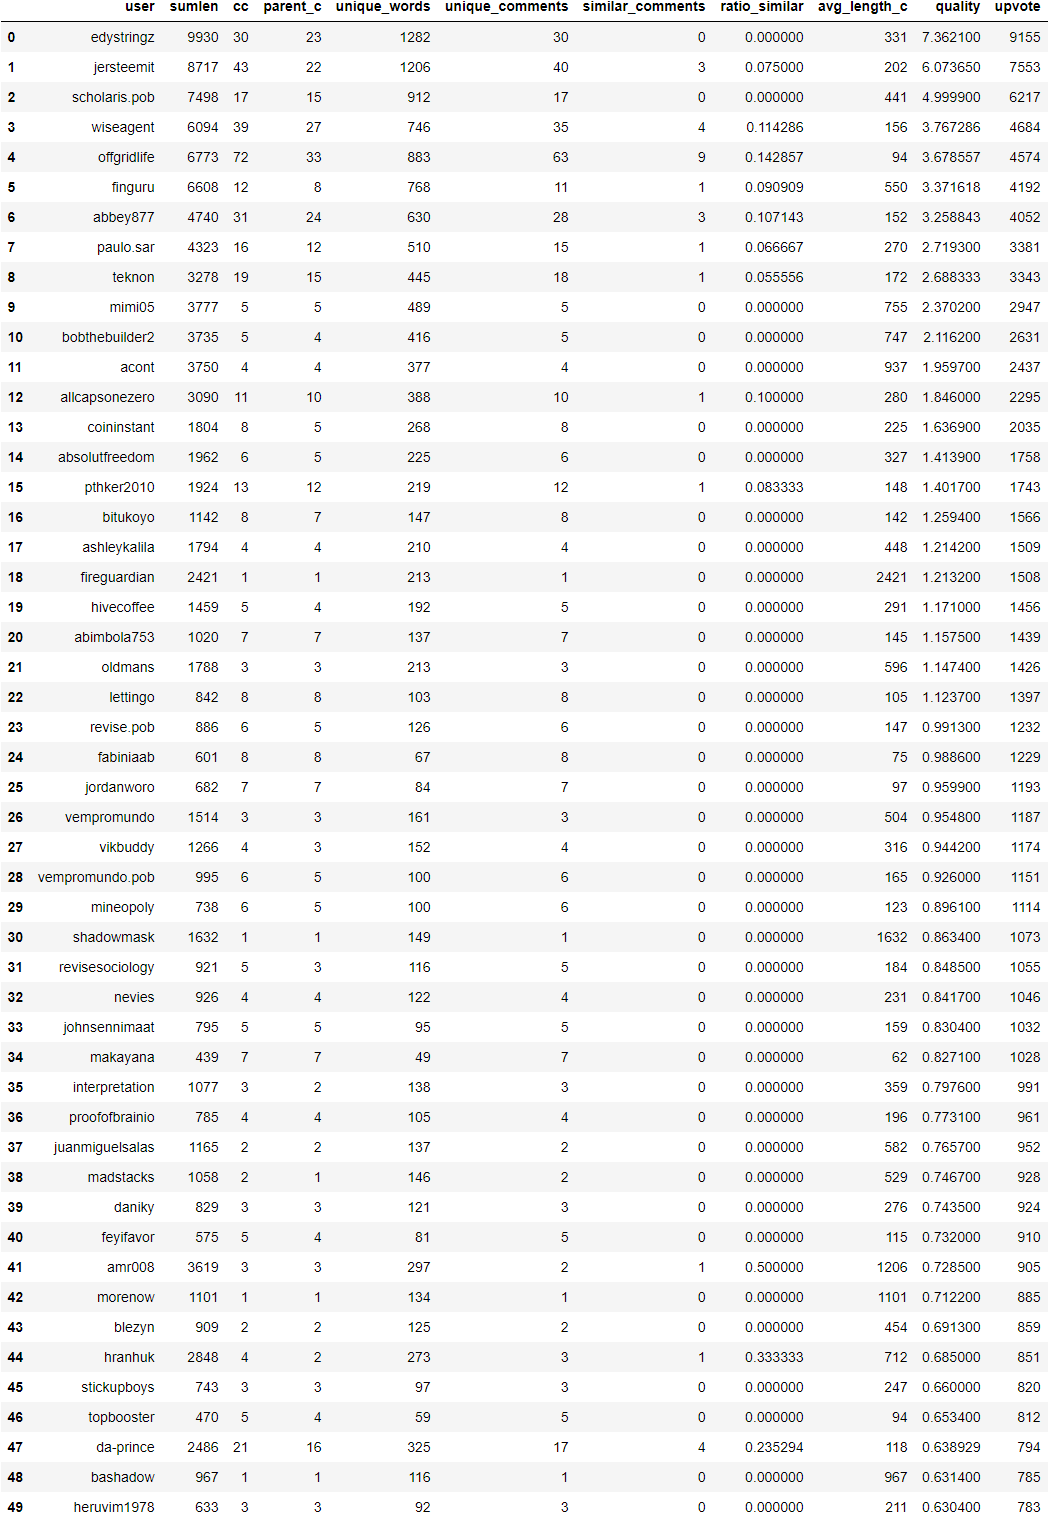 user sumlen cc parent_c unique_words unique_comments similar_comments ratio_similar avg_length_c quality upvote
0 edystringz 9930 30 23 1282 30 0 0.000000 331 7.362100 9155
1 jersteemit 8717 43 22 1206 40 3 0.075000 202 6.073650 7553
2 scholaris.pob 7498 17 15 912 17 0 0.000000 441 4.999900 6217
3 wiseagent 6094 39 27 746 35 4 0.114286 156 3.767286 4684
4 offgridlife 6773 72 33 883 63 9 0.142857 94 3.678557 4574
5 finguru 6608 12 8 768 11 1 0.090909 550 3.371618 4192
6 abbey877 4740 31 24 630 28 3 0.107143 152 3.258843 4052
7 paulo.sar 4323 16 12 510 15 1 0.066667 270 2.719300 3381
8 teknon 3278 19 15 445 18 1 0.055556 172 2.688333 3343
9 mimi05 3777 5 5 489 5 0 0.000000 755 2.370200 2947
10 bobthebuilder2 3735 5 4 416 5 0 0.000000 747 2.116200 2631
11 acont 3750 4 4 377 4 0 0.000000 937 1.959700 2437
12 allcapsonezero 3090 11 10 388 10 1 0.100000 280 1.846000 2295
13 coininstant 1804 8 5 268 8 0 0.000000 225 1.636900 2035
14 absolutfreedom 1962 6 5 225 6 0 0.000000 327 1.413900 1758
15 pthker2010 1924 13 12 219 12 1 0.083333 148 1.401700 1743
16 bitukoyo 1142 8 7 147 8 0 0.000000 142 1.259400 1566
17 ashleykalila 1794 4 4 210 4 0 0.000000 448 1.214200 1509
18 fireguardian 2421 1 1 213 1 0 0.000000 2421 1.213200 1508
19 hivecoffee 1459 5 4 192 5 0 0.000000 291 1.171000 1456
20 abimbola753 1020 7 7 137 7 0 0.000000 145 1.157500 1439
21 oldmans 1788 3 3 213 3 0 0.000000 596 1.147400 1426
22 lettingo 842 8 8 103 8 0 0.000000 105 1.123700 1397
23 revise.pob 886 6 5 126 6 0 0.000000 147 0.991300 1232
24 fabiniaab 601 8 8 67 8 0 0.000000 75 0.988600 1229
25 jordanworo 682 7 7 84 7 0 0.000000 97 0.959900 1193
26 vempromundo 1514 3 3 161 3 0 0.000000 504 0.954800 1187
27 vikbuddy 1266 4 3 152 4 0 0.000000 316 0.944200 1174
28 vempromundo.pob 995 6 5 100 6 0 0.000000 165 0.926000 1151
29 mineopoly 738 6 5 100 6 0 0.000000 123 0.896100 1114
30 shadowmask 1632 1 1 149 1 0 0.000000 1632 0.863400 1073
31 revisesociology 921 5 3 116 5 0 0.000000 184 0.848500 1055
32 nevies 926 4 4 122 4 0 0.000000 231 0.841700 1046
33 johnsennimaat 795 5 5 95 5 0 0.000000 159 0.830400 1032
34 makayana 439 7 7 49 7 0 0.000000 62 0.827100 1028
35 interpretation 1077 3 2 138 3 0 0.000000 359 0.797600 991
36 proofofbrainio 785 4 4 105 4 0 0.000000 196 0.773100 961
37 juanmiguelsalas 1165 2 2 137 2 0 0.000000 582 0.765700 952
38 madstacks 1058 2 1 146 2 0 0.000000 529 0.746700 928
39 daniky 829 3 3 121 3 0 0.000000 276 0.743500 924
40 feyifavor 575 5 4 81 5 0 0.000000 115 0.732000 910
41 amr008 3619 3 3 297 2 1 0.500000 1206 0.728500 905
42 morenow 1101 1 1 134 1 0 0.000000 1101 0.712200 885
43 blezyn 909 2 2 125 2 0 0.000000 454 0.691300 859
44 hranhuk 2848 4 2 273 3 1 0.333333 712 0.685000 851
45 stickupboys 743 3 3 97 3 0 0.000000 247 0.660000 820
46 topbooster 470 5 4 59 5 0 0.000000 94 0.653400 812
47 da-prince 2486 21 16 325 17 4 0.235294 118 0.638929 794
48 bashadow 967 1 1 116 1 0 0.000000 967 0.631400 785
49 heruvim1978 633 3 3 92 3 0 0.000000 211 0.630400 783